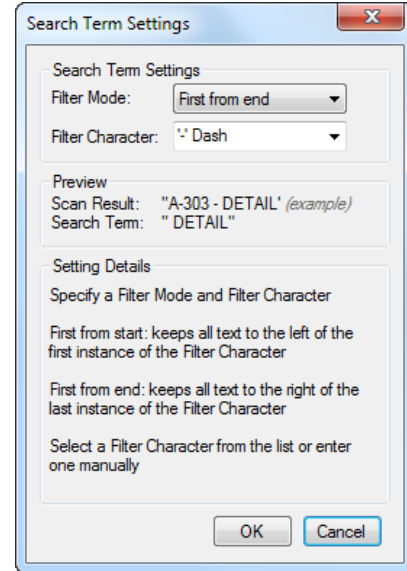 Search Term Settings
Search Term Settings
Filter Mode: First from end
Filter Character: '-' Dash
Preview
Scan Result: "A-303 - DETAIL' (example)
Search Term: " DETAIL"
Setting Details
Specify a Filter Mode and Filter Character
First from start: keeps all text to the left of the
first instance of the Filter Character
First from end: keeps all text to the right of the
last instance of the Filter Character
Select a Filter Character from the list or enter
one manually
OK Cancel